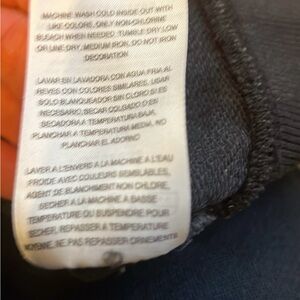 MACHINE WASH COLD INSIDE OUT WITH
LIKE COLORS, ONLY NON-CHLORINE
BLEACH WHEN NEEDED, TUMBLE DRY LOW
OR LINE DRY, MEDIUM IRON, DO NOT IRON
DECORATION
LAVAR EN LAVADORA CON AGUA FRIA AL
REVES CON COLORES SIMILARES, USAR
SOLO BLANQUEADOR SIN CLORO SI ES
NECESARIO, SECAR COLGADO O EN
SECADORA A TEMPERATURA BAJA,
PLANCHAR A TEMPERATURA MEDIA, NO
PLANCHAR EL ADORNO
LAVER A L'ENVERS A LA MACHINE A L'EAU
FROIDE AVEC COULEURS SEMBLABLES,
AGENT DE BLANCHIMENT NON CHLORE,
SECHER A LA MACHINE A BASSE
TEMPERATURE OU SUSPENDRE POUR
SECHER, REPASSER A TEMPERATURE
MOYENNE, NE PAS REPASSER ORNEMENTS